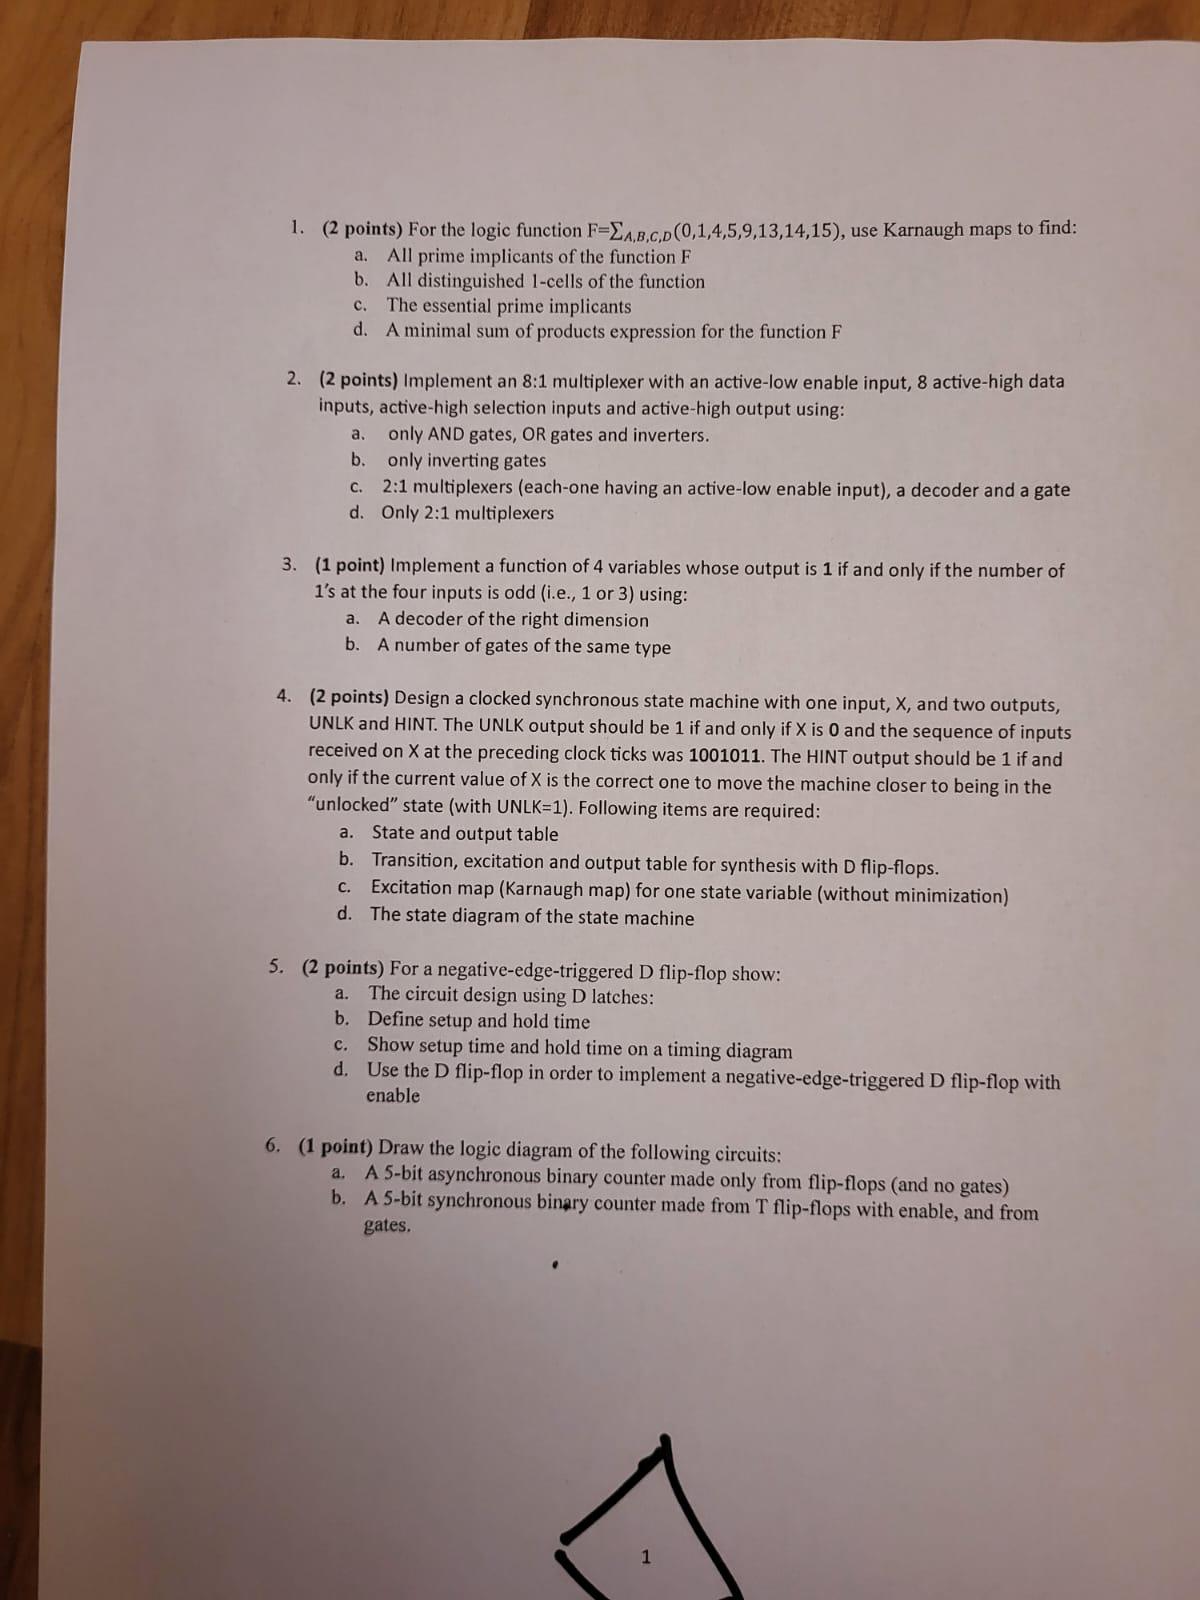 1. (2 points) For the logic function F=∑A,B,C,D(0,1,4,5,9,13,14,15), use Karnaugh maps to find:
a. All prime implicants of the function F
b. All distinguished 1-cells of the function
c. The essential prime implicants
d. A minimal sum of products expression for the function F
2. (2 points) Implement an 8:1 multiplexer with an active-low enable input, 8 active-high data
inputs, active-high selection inputs and active-high output using:
a. only AND gates, OR gates and inverters.
b. only inverting gates
c. 2:1 multiplexers (each-one having an active-low enable input), a decoder and a gate
d. Only 2:1 multiplexers
3. (1 point) Implement a function of 4 variables whose output is 1 if and only if the number of
1's at the four inputs is odd (i.e., 1 or 3) using:
a. A decoder of the right dimension
b. A number of gates of the same type
4. (2 points) Design a clocked synchronous state machine with one input, X, and two outputs,
UNLK and HINT. The UNLK output should be 1 if and only if X is 0 and the sequence of inputs
received on X at the preceding clock ticks was 1001011. The HINT output should be 1 if and
only if the current value of X is the correct one to move the machine closer to being in the
“unlocked” state (with UNLK=1). Following items are required:
a. State and output table
b. Transition, excitation and output table for synthesis with D flip-flops.
c. Excitation map (Karnaugh map) for one state variable (without minimization)
d. The state diagram of the state machine
5. (2 points) For a negative-edge-triggered D flip-flop show:
a. The circuit design using D latches:
b. Define setup and hold time
c. Show setup time and hold time on a timing diagram
d. Use the D flip-flop in order to implement a negative-edge-triggered D flip-flop with
enable
6. (1 point) Draw the logic diagram of the following circuits:
a. A 5-bit asynchronous binary counter made only from flip-flops (and no gates)
b. A 5-bit synchronous binary counter made from T flip-flops with enable, and from
gates.
1